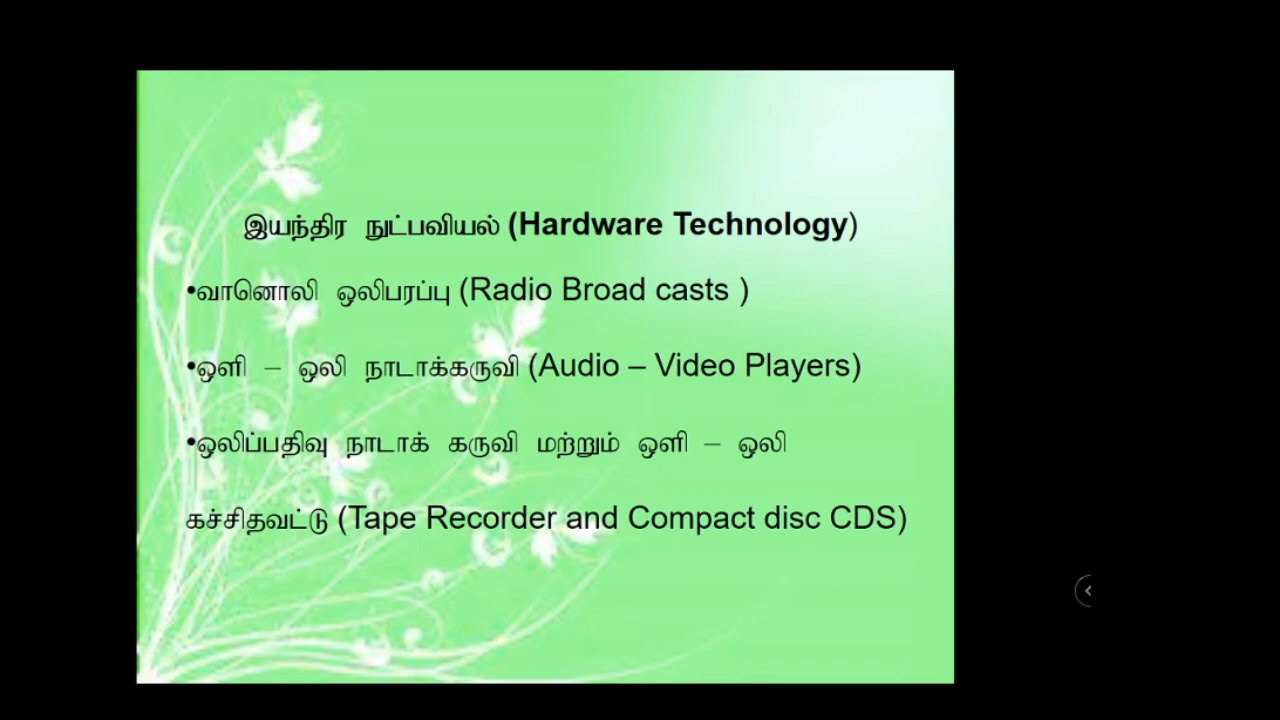 இயந்திர நுட்பவியல் (Hardware Technology)
•வானொலி ஒலிபரப்பு (Radio Broad casts )
•ஒளி – ஒலி நாடாக்கருவி (Audio – Video Players)
•ஒலிப்பதிவு நாடாக் கருவி மற்றும் ஒளி – ஒலி
கச்சிதவட்டு (Tape Recorder and Compact disc CDS)